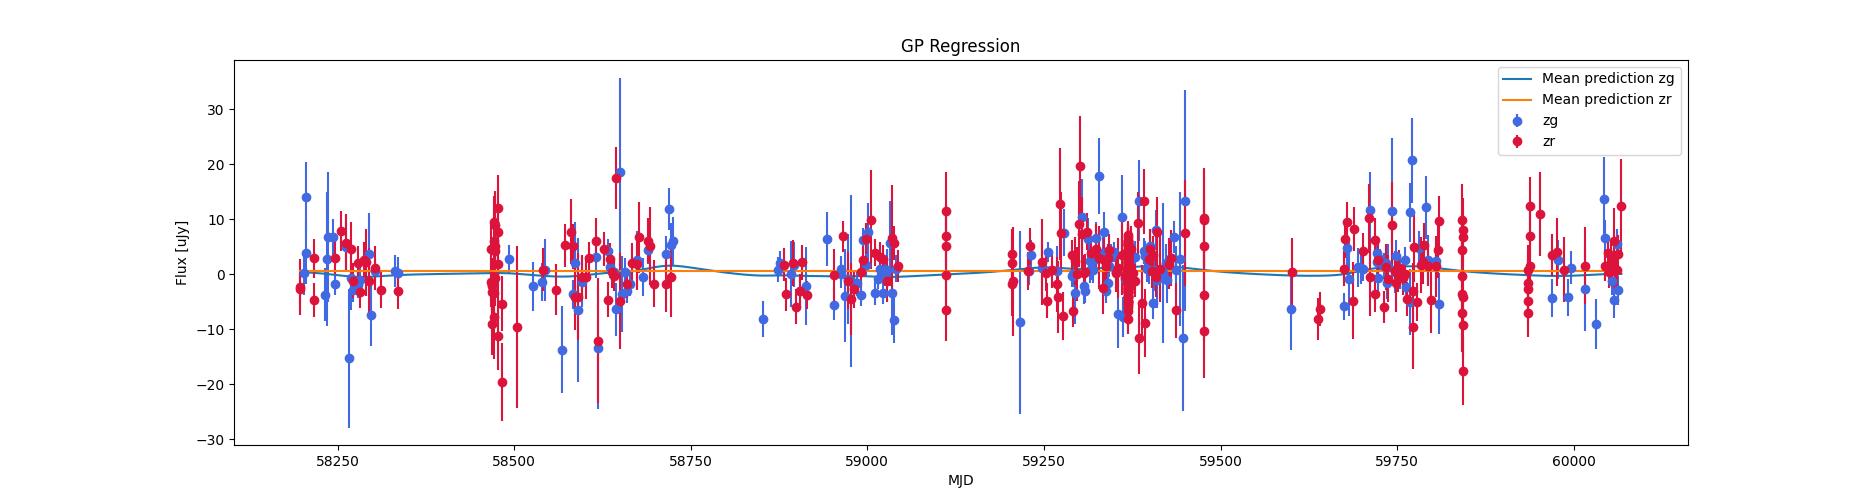 GP Regression
Mean prediction zg
Mean prediction zr
zg
zr
Flux [uJy]
30
20
10
0
−10
−20
−30
58250 58500 58750 59000 59250 59500 59750 60000
MJD